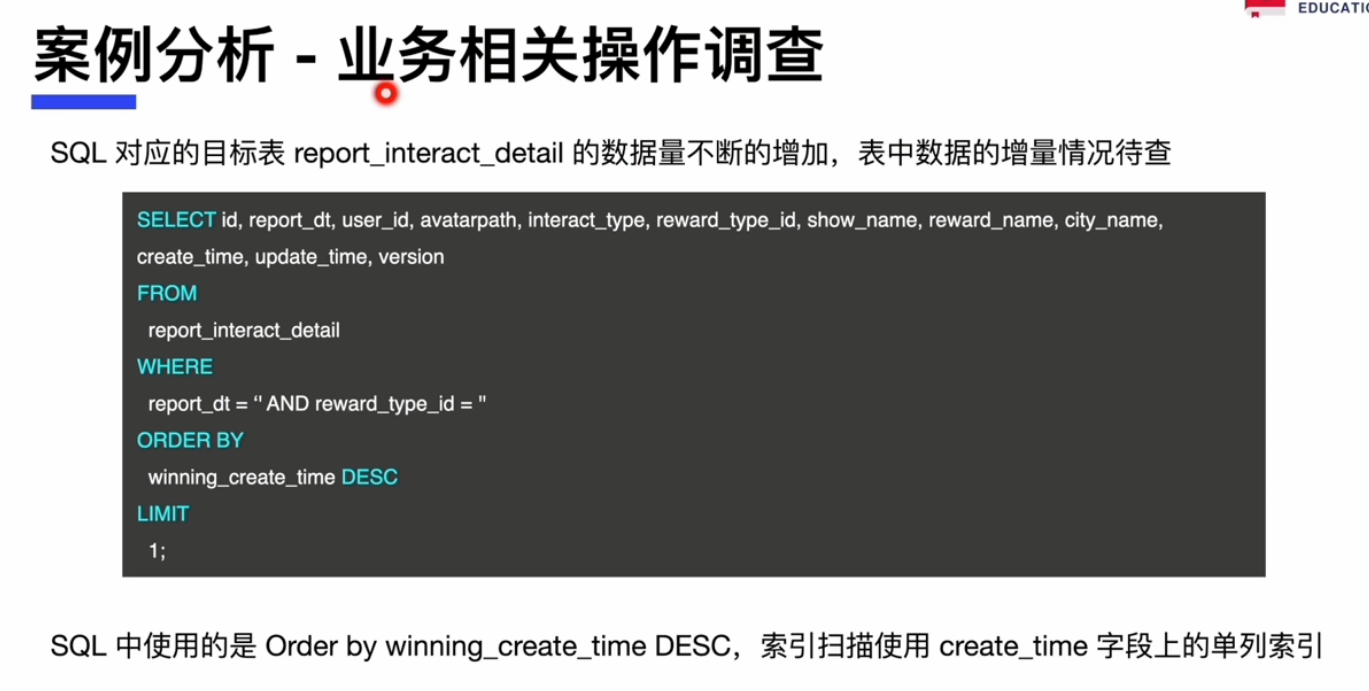 EDUCATIO
案例分析 - 业务相关操作调查
SQL 对应的目标表 report_interact_detail 的数据量不断的增加，表中数据的增量情况待查
SELECT id, report_dt, user_id, avatarpath, interact_type, reward_type_id, show_name, reward_name, city_name,
create_time, update_time, version
FROM
report_interact_detail
WHERE
report_dt = “ AND reward_type_id = "
ORDER BY
winning_create_time DESC
LIMIT
1;
SQL 中使用的是 Order by winning_create_time DESC，索引扫描使用 create_time 字段上的单列索引